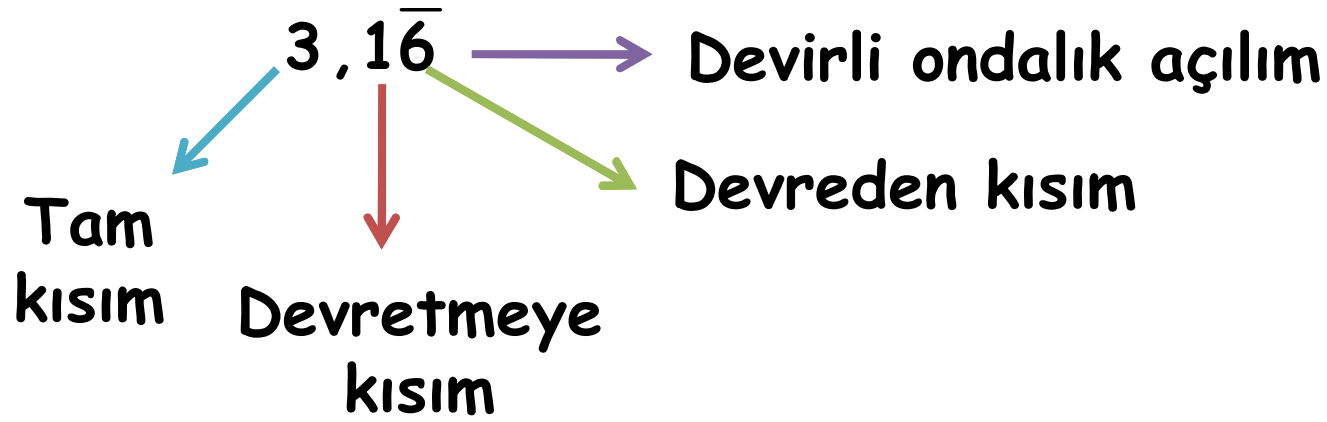 3,16̅
Devirli ondalık açılım
Devreden kısım
Tam
kısım
Devretmeye
kısım